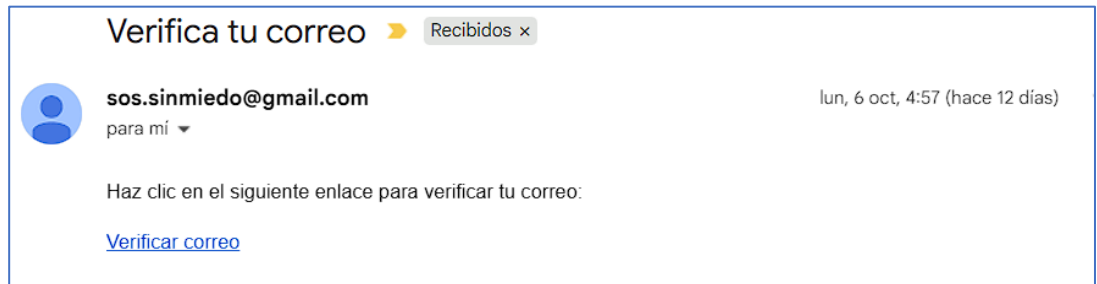 Verifica tu correo Recibidos ×
sos.sinmiedo@gmail.com lun, 6 oct, 4:57 (hace 12 días)
para mí
Haz clic en el siguiente enlace para verificar tu correo:
Verificar correo